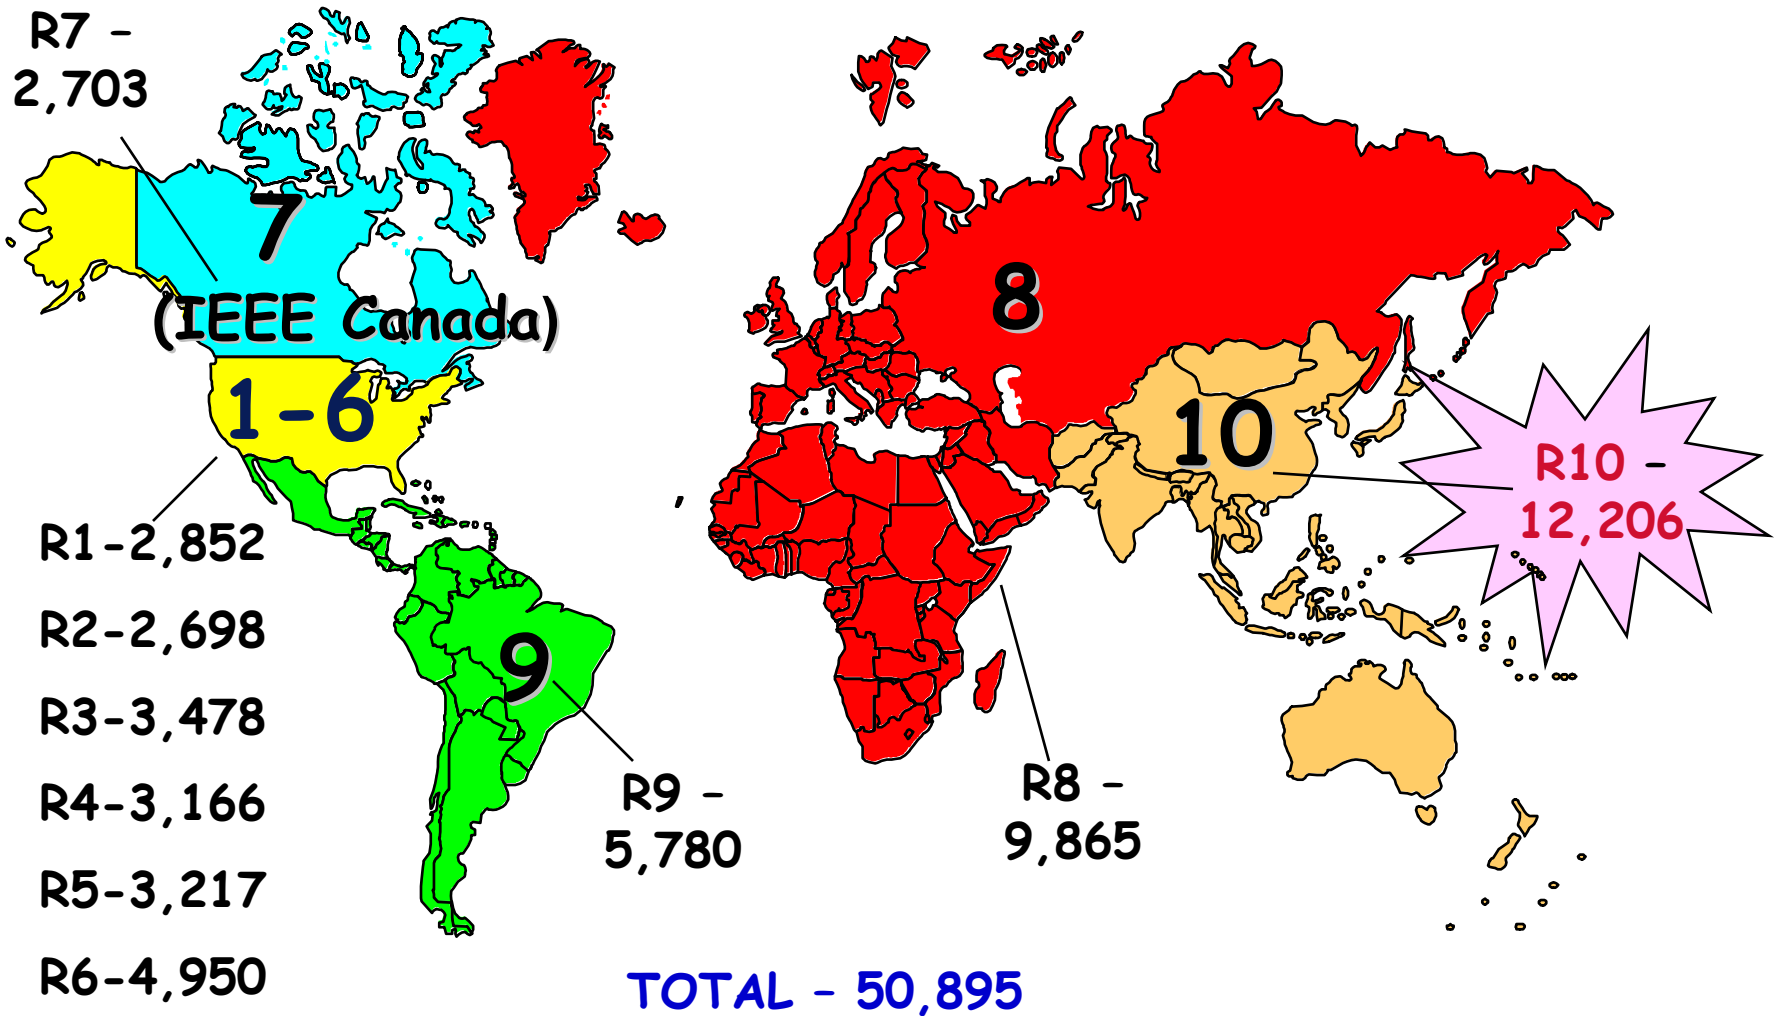 R7 –
2,703
7
(IEEE Canada)
8
1-6
10
R10 –
12,206
,
R1-2,852
R2-2,698
9
R3-3,478
R9 –
5,780
R8 –
9,865
R4-3,166
R5-3,217
R6-4,950
TOTAL – 50,895